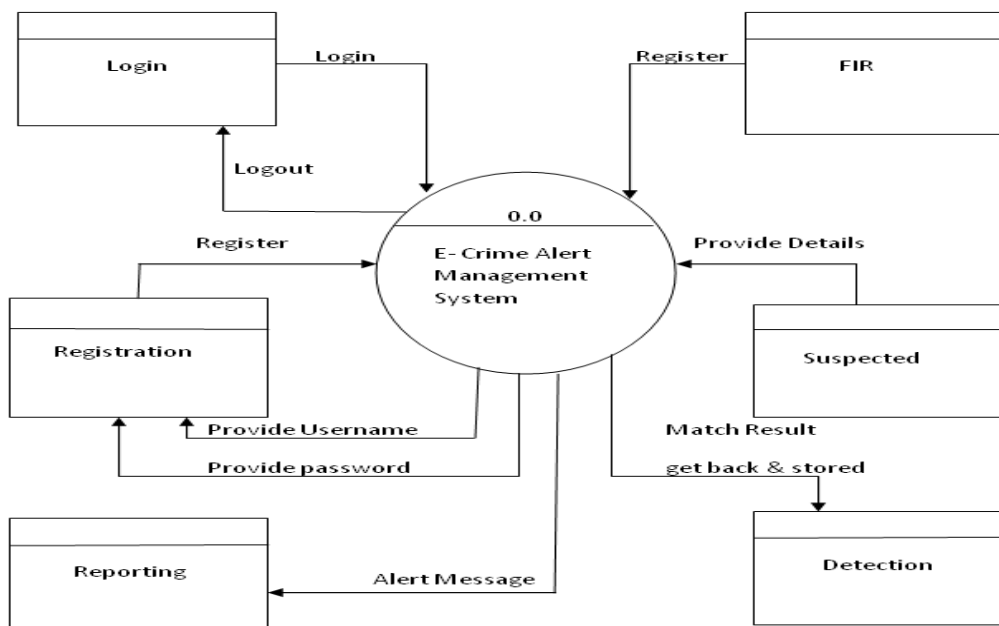 Login
Login
Register
FIR
Logout
0.0
E- Crime Alert
Management
System
Register
Provide Details
Registration
Suspected
Provide Username
Match Result
Provide password
get back & stored
Reporting
Alert Message
Detection